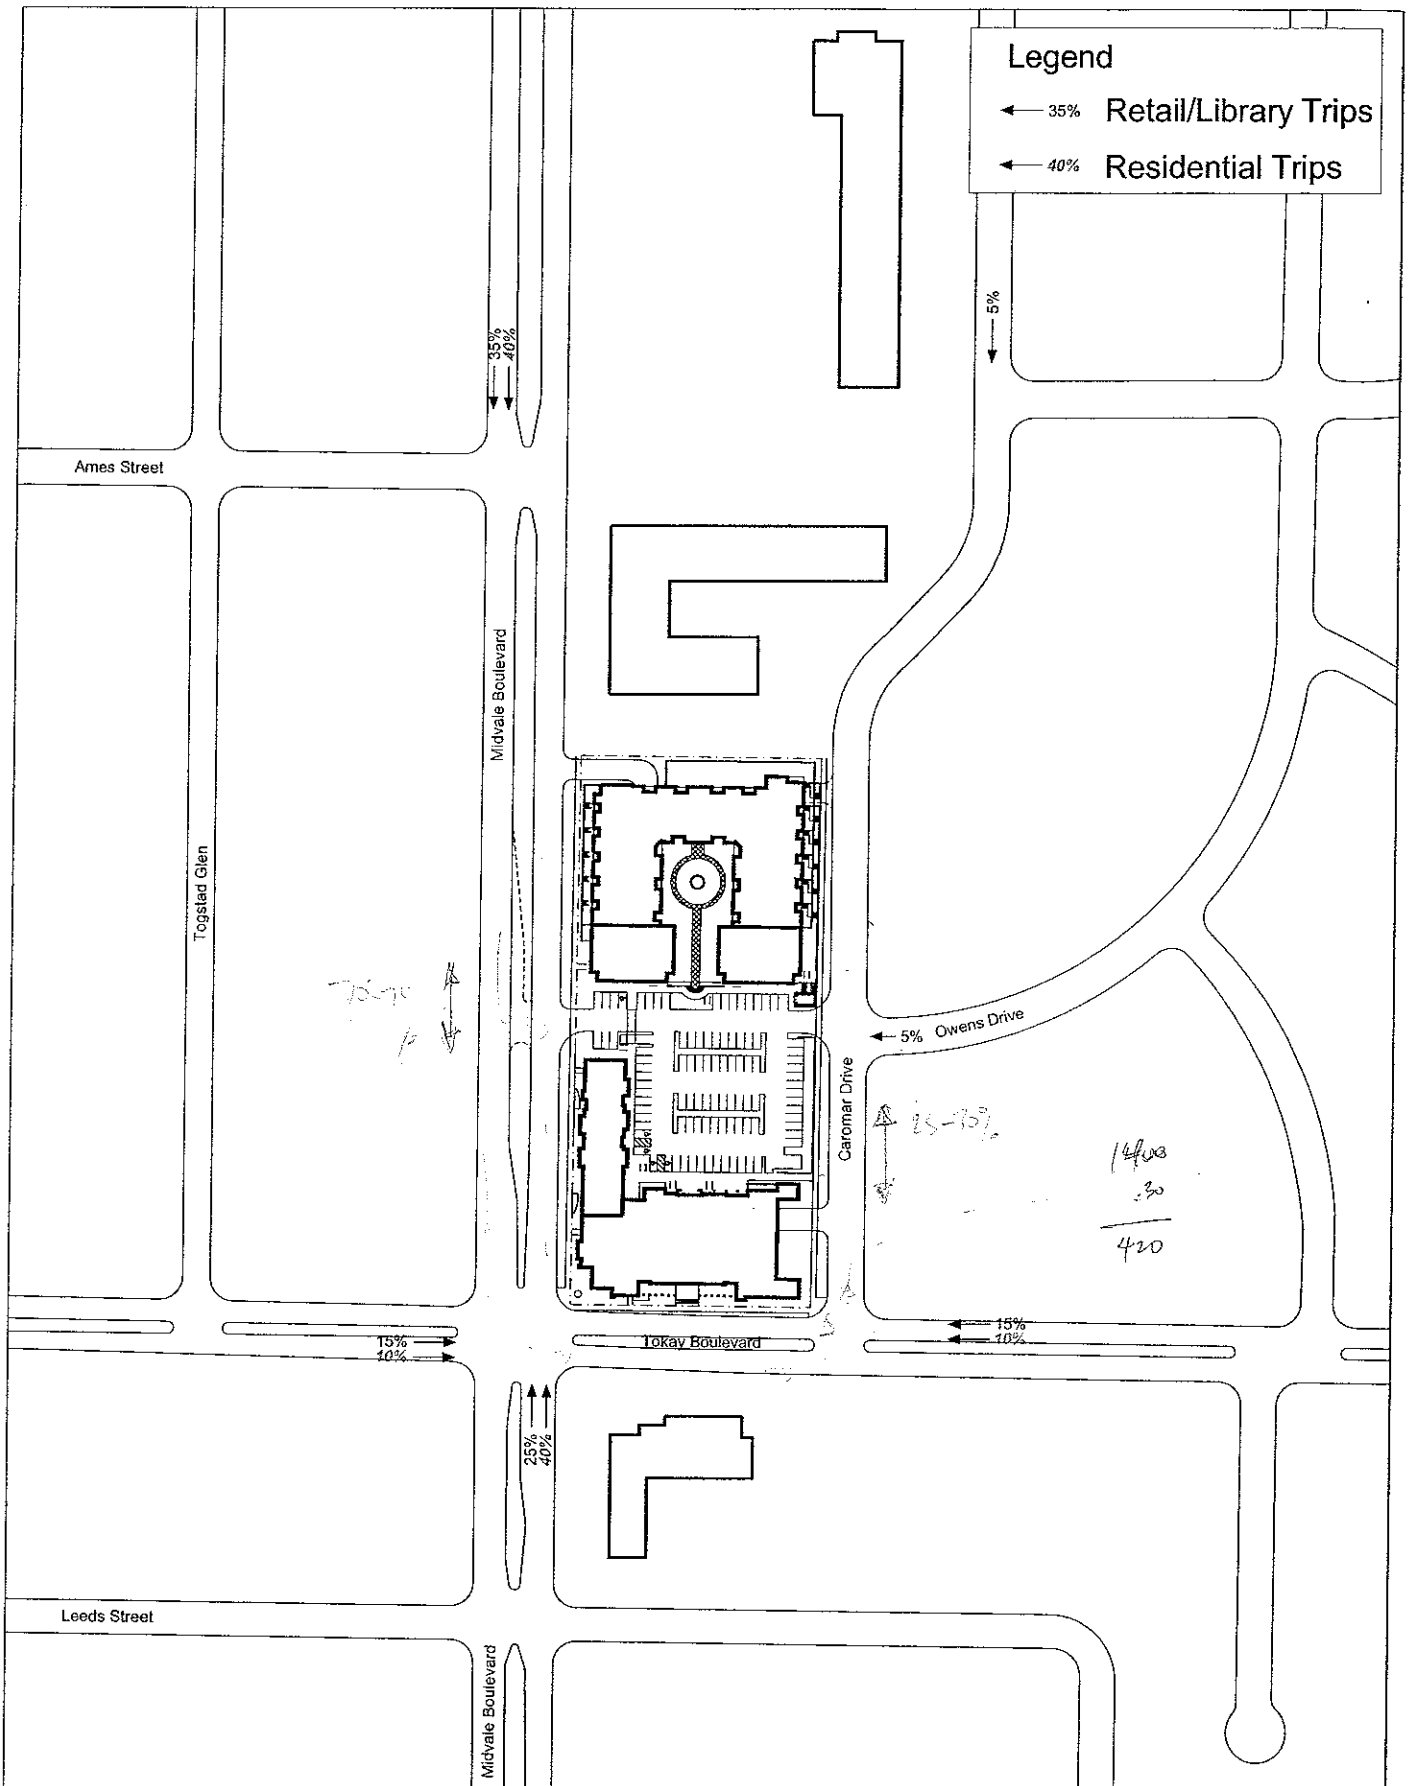 Legend
35% Retail/Library Trips
40% Residential Trips
5%
35%
40%
Ames Street
Midvale Boulevard
Togstad Glen
5% Owens Drive
Caromar Drive
.30
420
15%
10%
Tokay Boulevard
15%
10%
25%
40%
Leeds Street
Midvale Boulevard